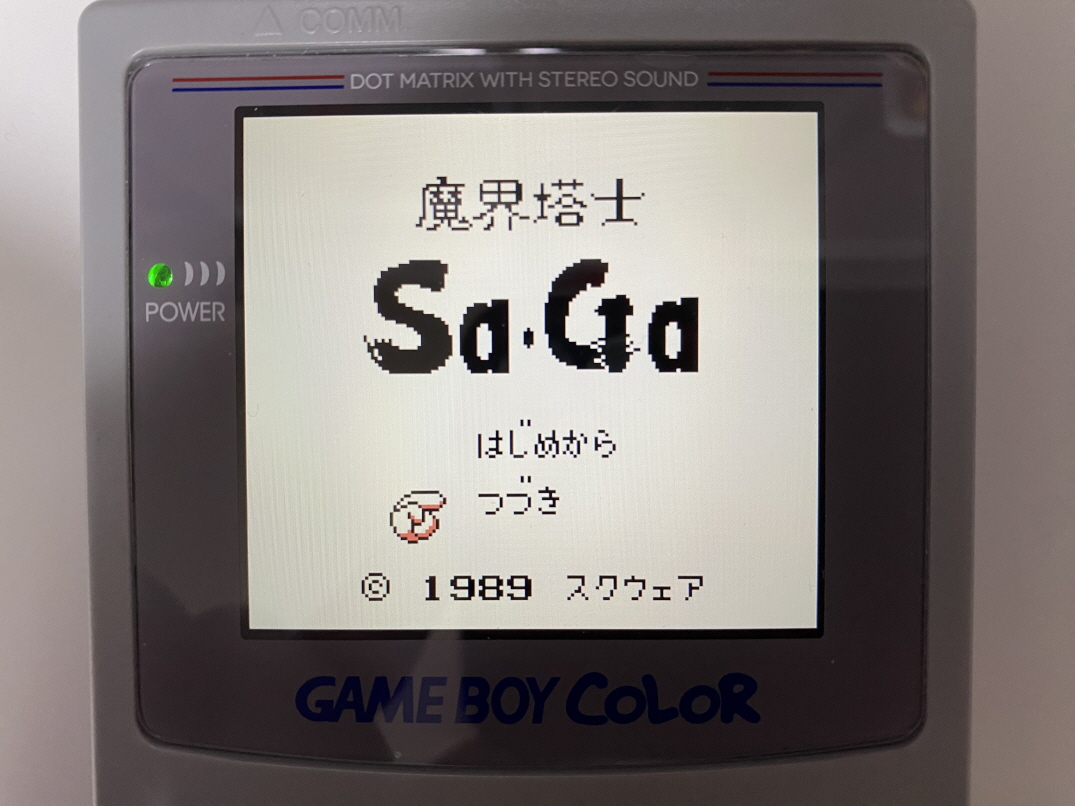 COMM
DOT MATRIX WITH STEREO SOUND
魔界塔士
Sa・Ga
POWER
はじめから
つづき
© 1989 スクウェア
GAME BOY COLOR